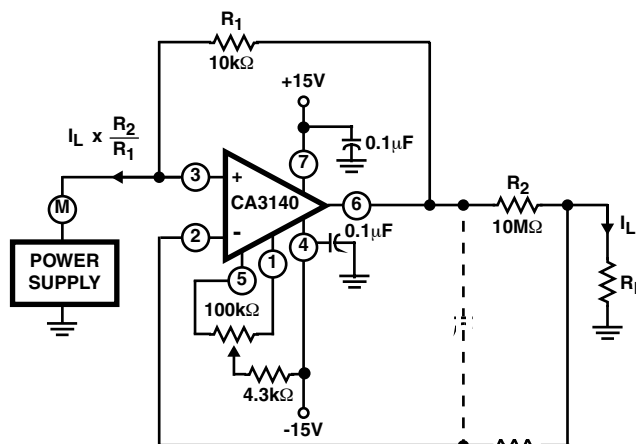 R1
10kΩ
+15V
0.1μF
IL x R2/R1
7
3
+
CA3140
6
R2
10MΩ
IL
M
2
-
4
0.1μF
1
5
POWER
SUPPLY
100kΩ
4.3kΩ
-15V